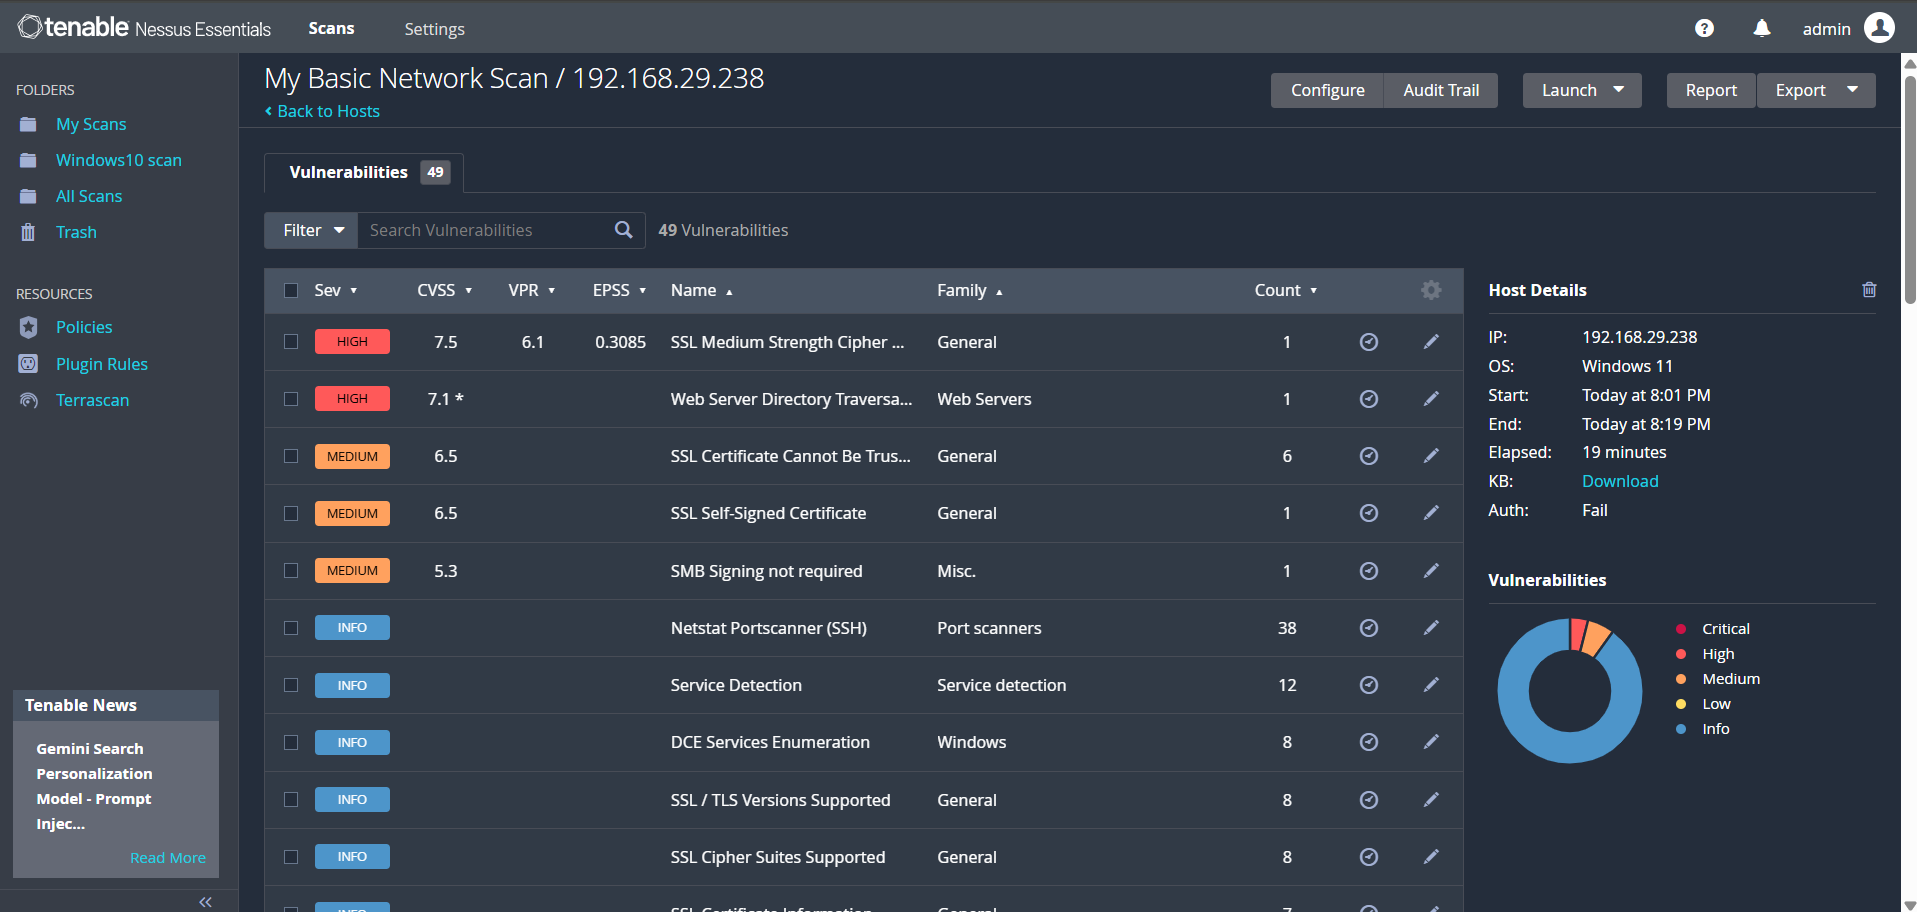 tenable Nessus Essentials Scans Settings ? admin
FOLDERS
My Scans
Windows10 scan
All Scans
Trash
RESOURCES
Policies
Plugin Rules
Terrascan
Tenable News
Gemini Search
Personalization
Model - Prompt
Injec...
Read More
My Basic Network Scan / 192.168.29.238
Back to Hosts
Configure Audit Trail Launch Report Export
Vulnerabilities 49
Filter Search Vulnerabilities 49 Vulnerabilities
Sev CVSS VPR EPSS Name Family Count
HIGH 7.5 6.1 0.3085 SSL Medium Strength Cipher ... General 1
HIGH 7.1 * Web Server Directory Traversa... Web Servers 1
MEDIUM 6.5 SSL Certificate Cannot Be Trus... General 6
MEDIUM 6.5 SSL Self-Signed Certificate General 1
MEDIUM 5.3 SMB Signing not required Misc. 1
INFO Netstat Portscanner (SSH) Port scanners 38
INFO Service Detection Service detection 12
INFO DCE Services Enumeration Windows 8
INFO SSL / TLS Versions Supported General 8
INFO SSL Cipher Suites Supported General 8
INFO SSL Certificate Information General 7
Host Details
IP: 192.168.29.238
OS: Windows 11
Start: Today at 8:01 PM
End: Today at 8:19 PM
Elapsed: 19 minutes
KB: Download
Auth: Fail
Vulnerabilities
Critical
High
Medium
Low
Info